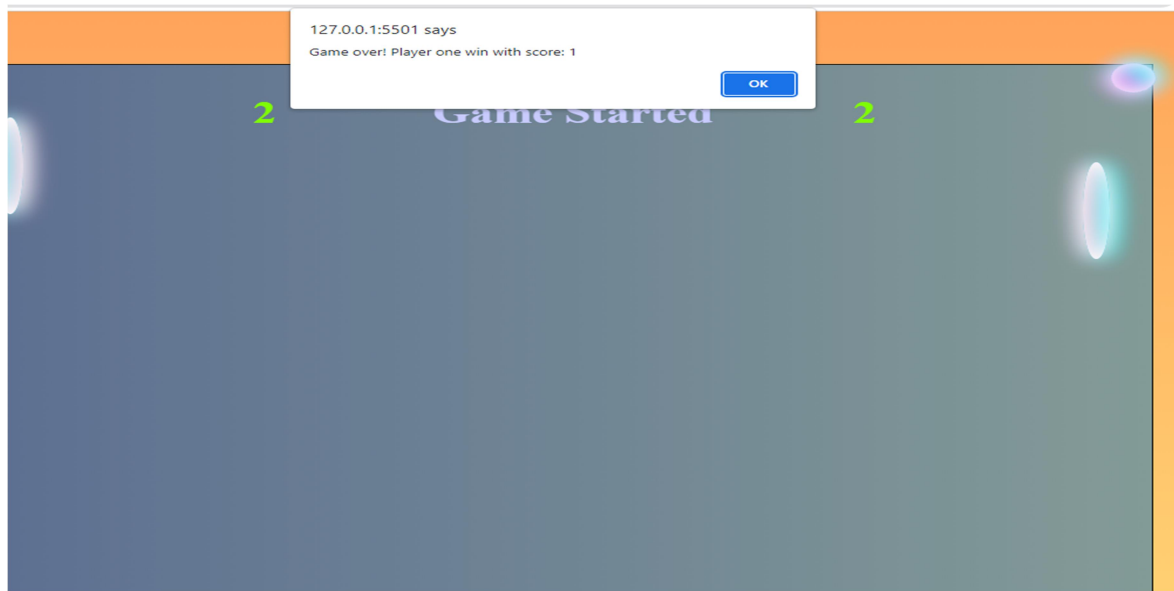 127.0.0.1:5501 says
Game over! Player one win with score: 1
OK
2 Game Started 2